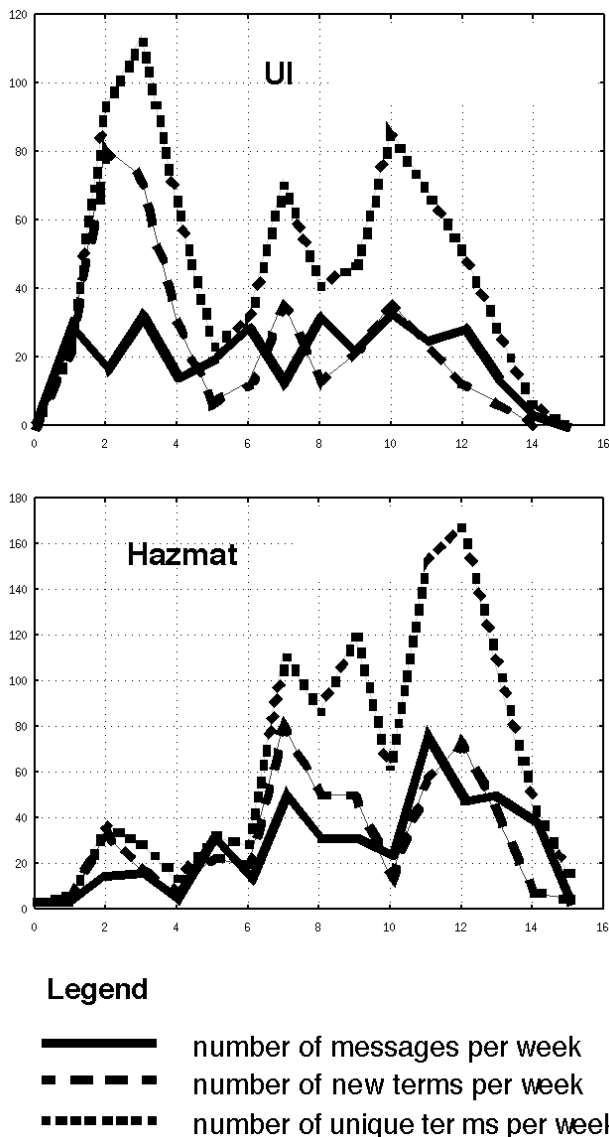 120
100
80
60
40
20
0
UI
0 2 4 6 8 10 12 14 16
180
160
140
120
100
80
60
40
20
0
Hazmat
0 2 4 6 8 10 12 14 16
Legend
number of messages per week
number of new terms per week
number of unique ter ms per weel